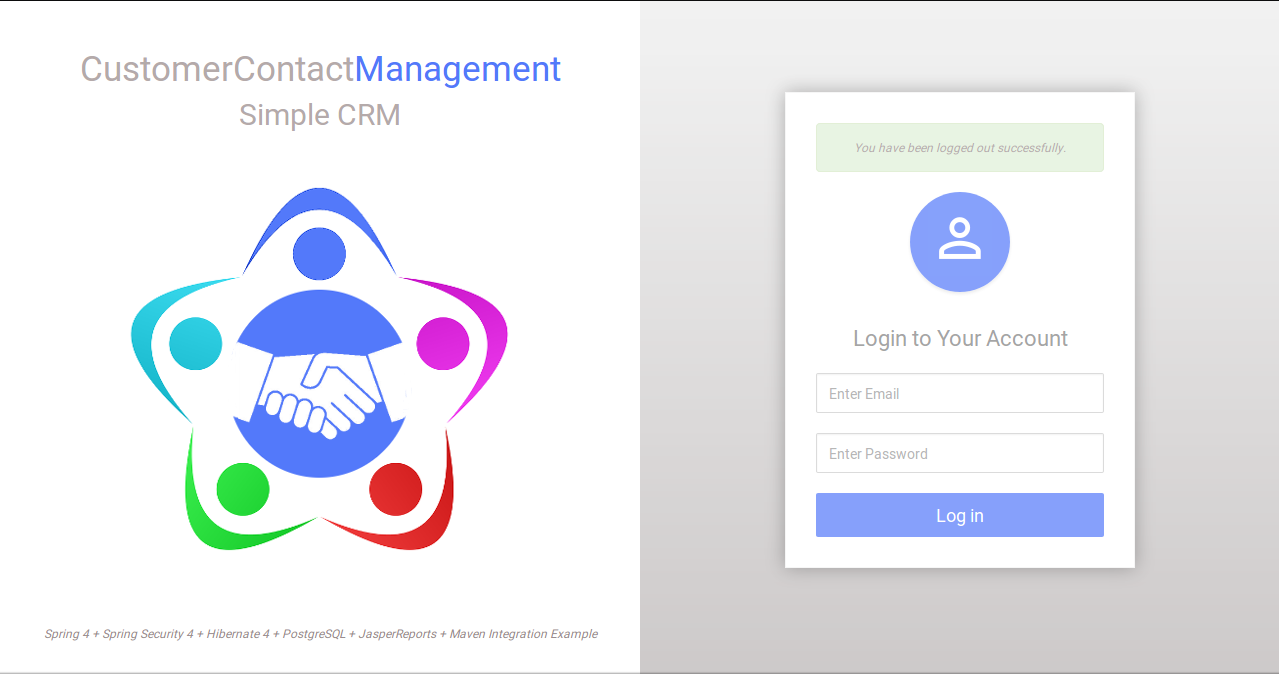 CustomerContactManagement
Simple CRM
Spring 4 + Spring Security 4 + Hibernate 4 + PostgreSQL + JasperReports + Maven Integration Example
You have been logged out successfully.
Login to Your Account
Enter Email
Enter Password
Log in